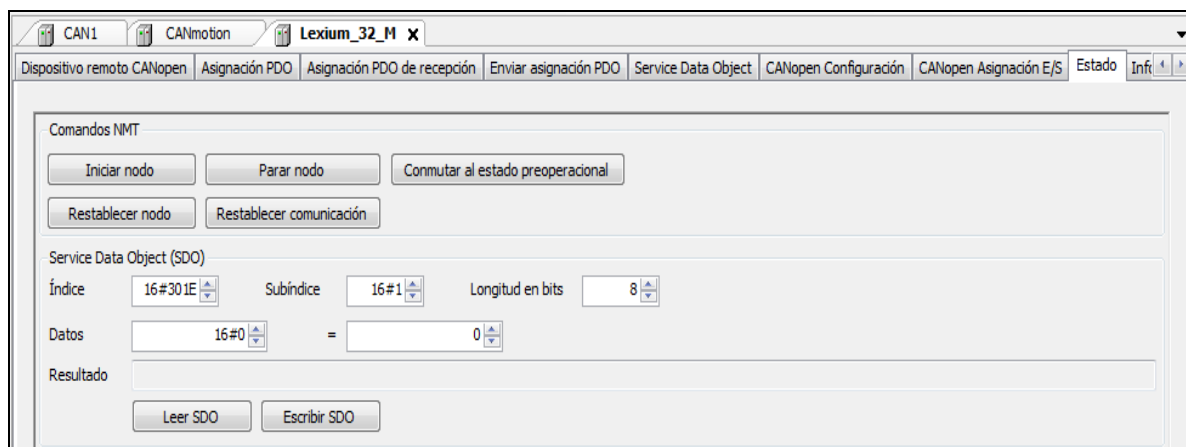 CAN1 CANmotion Lexium_32_M x
Dispositivo remoto CANopen Asignación PDO Asignación PDO de recepción Enviar asignación PDO Service Data Object CANopen Configuración CANopen Asignación E/S Estado Info
Comandos NMT
Iniciar nodo Parar nodo Conmutar al estado preoperacional
Restablecer nodo Restablecer comunicación
Service Data Object (SDO)
Índice 16#301E Subíndice 16#1 Longitud en bits 8
Datos 16#0 = 0
Resultado
Leer SDO Escribir SDO